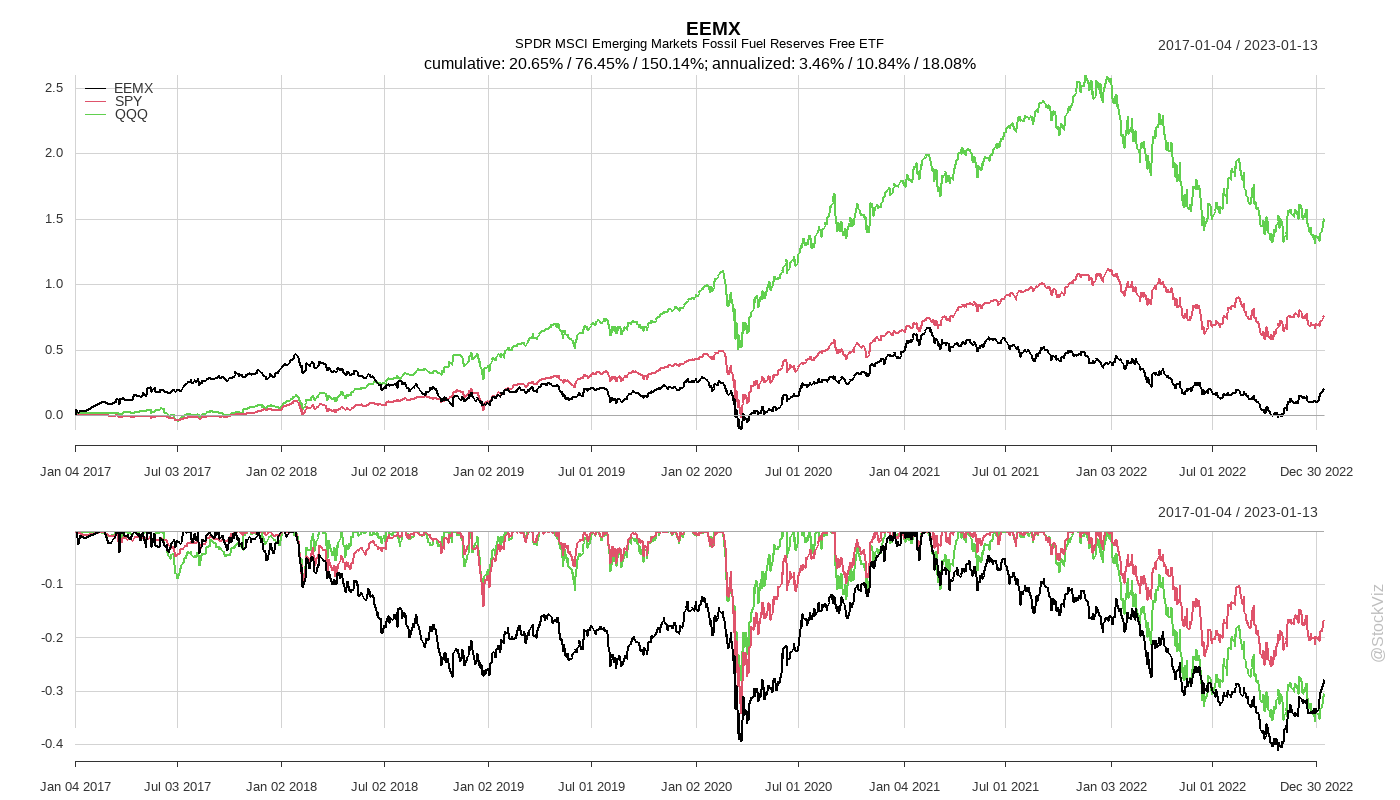 EEMX
SPDR MSCI Emerging Markets Fossil Fuel Reserves Free ETF
2017-01-04 / 2023-01-13
cumulative: 20.65% / 76.45% / 150.14%; annualized: 3.46% / 10.84% / 18.08%
EEMX
SPY
QQQ
2.5
2.0
1.5
1.0
0.5
0.0
Jan 04 2017 Jul 03 2017 Jan 02 2018 Jul 02 2018 Jan 02 2019 Jul 01 2019 Jan 02 2020 Jul 01 2020 Jan 04 2021 Jul 01 2021 Jan 03 2022 Jul 01 2022 Dec 30 2022
2017-01-04 / 2023-01-13
-0.1
-0.2
-0.3
-0.4
Jan 04 2017 Jul 03 2017 Jan 02 2018 Jul 02 2018 Jan 02 2019 Jul 01 2019 Jan 02 2020 Jul 01 2020 Jan 04 2021 Jul 01 2021 Jan 03 2022 Jul 01 2022 Dec 30 2022
@StockViz